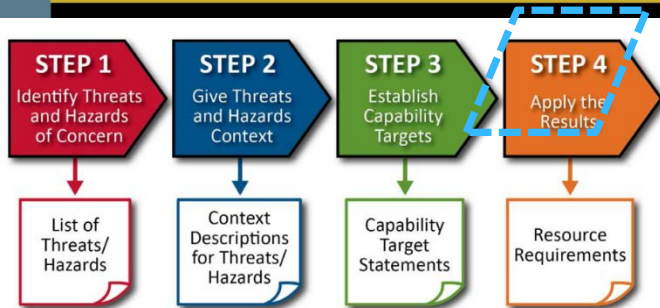 STEP 1
Identify Threats
and Hazards
of Concern
STEP 2
Give Threats
and Hazards
Context
STEP 3
Establish
Capability
Targets
STEP 4
Apply the
Results
List of
Threats/
Hazards
Context
Descriptions
for Threats/
Hazards
Capability
Target
Statements
Resource
Requirements